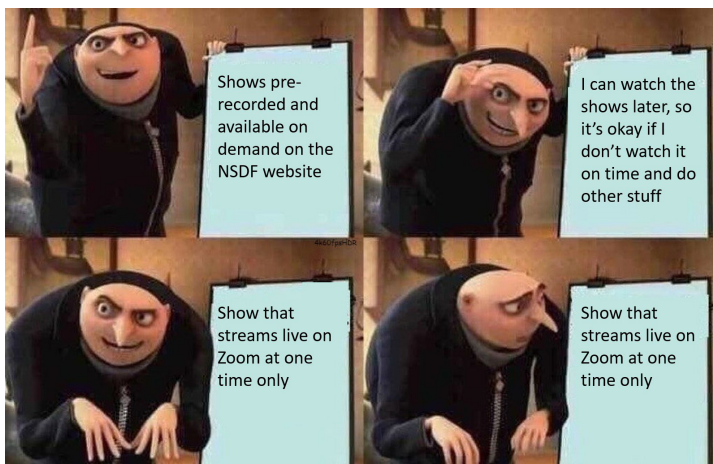 Shows pre-
recorded and
available on
demand on the
NSDF website
I can watch the
shows later, so
it's okay if I
don't watch it
on time and do
other stuff
Show that
streams live on
Zoom at one
time only
Show that
streams live on
Zoom at one
time only